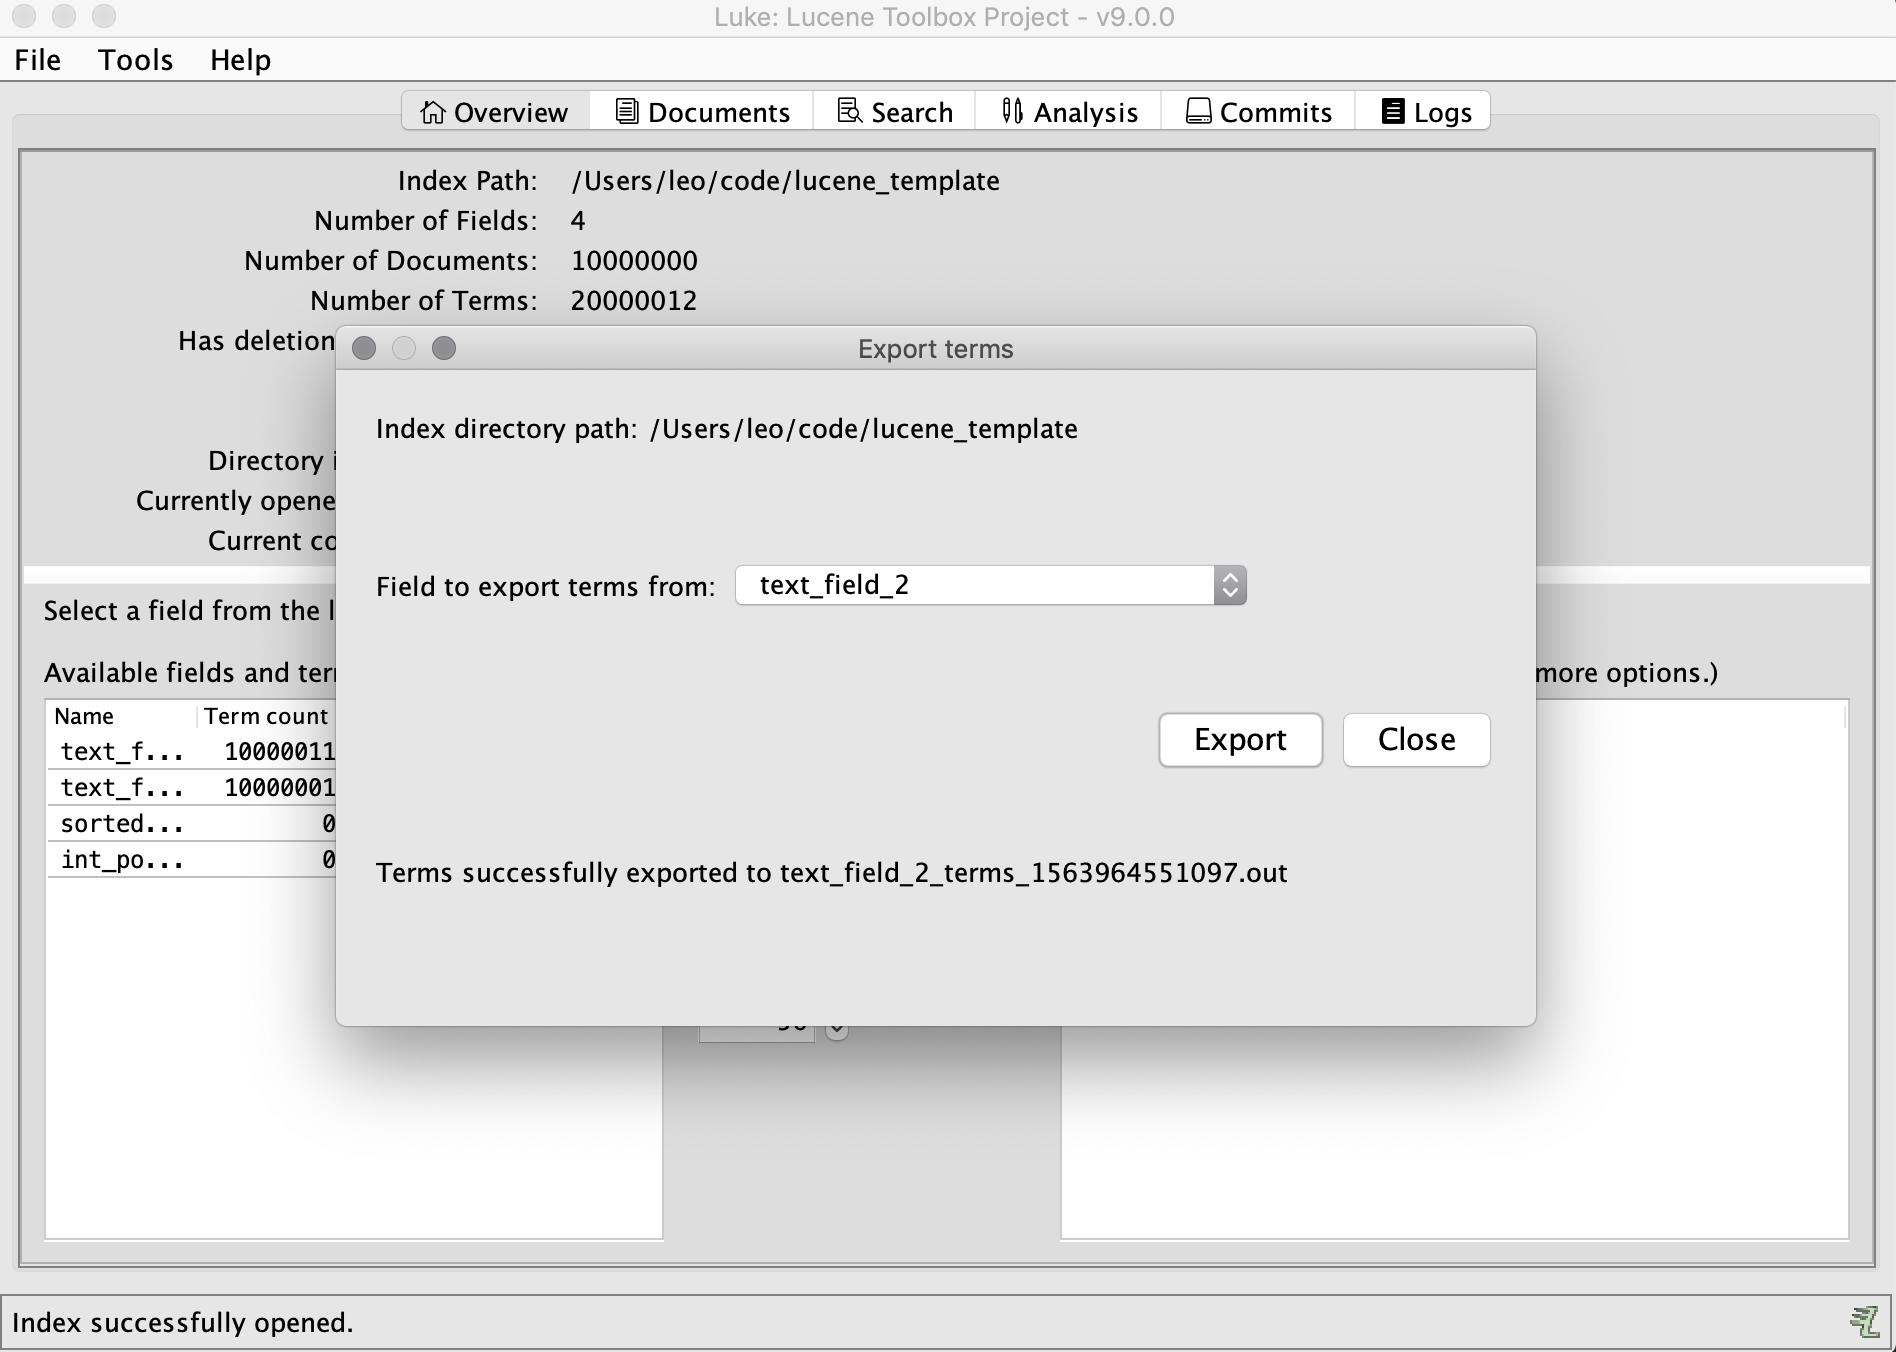 Luke: Lucene Toolbox Project - v9.0.0
File Tools Help
Overview Documents Search Analysis Commits Logs
Index Path: /Users/leo/code/lucene_template
Number of Fields: 4
Number of Documents: 10000000
Number of Terms: 20000012
Has deletion
Export terms
Index directory path: /Users/leo/code/lucene_template
Directory
Currently opene
Current co
Field to export terms from: text_field_2
Select a field from the
Available fields and ter more options.)
Name Term count
Export Close
text_f... 10000011
text_f... 10000001
sorted... 0
int_po... 0
Terms successfully exported to text_field_2_terms_1563964551097.out
Index successfully opened.